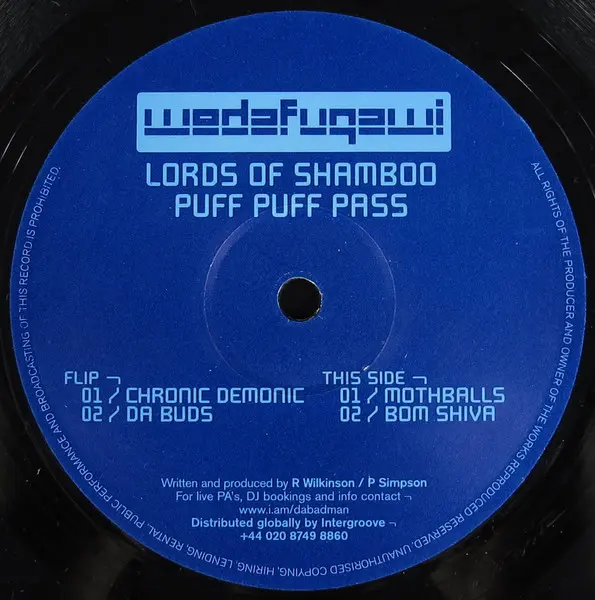 wedafuqawi
LORDS OF SHAMBOO
PUFF PUFF PASS
FLIP ¬
01 / CHRONIC DEMONIC
02 / DA BUDS
THIS SIDE ¬
01 / MOTHBALLS
02 / BOM SHIVA
Written and produced by R Wilkinson / P Simpson
For live PA's, DJ bookings and info contact ¬
www.i.am/dabadman
Distributed globally by Intergroove ¬
+44 020 8749 8860
ALL RIGHTS OF THE PRODUCER AND OWNER OF THE WORKS REPRODUCED RESERVED. UNAUTHORISED COPYING, HIRING, LENDING, RENTAL, PUBLIC PERFORMANCE AND BROADCASTING OF THIS RECORD IS PROHIBITED.